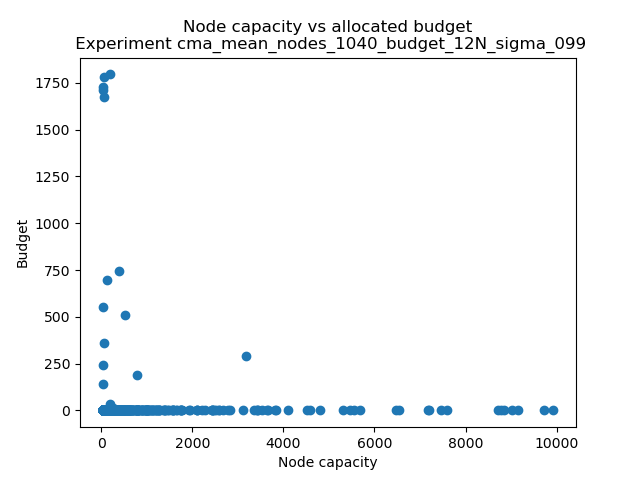 Node capacity vs allocated budget
Experiment cma_mean_nodes_1040_budget_12N_sigma_099
1750
1500
1250
1000
750
500
250
0
Budget
0 2000 4000 6000 8000 10000
Node capacity